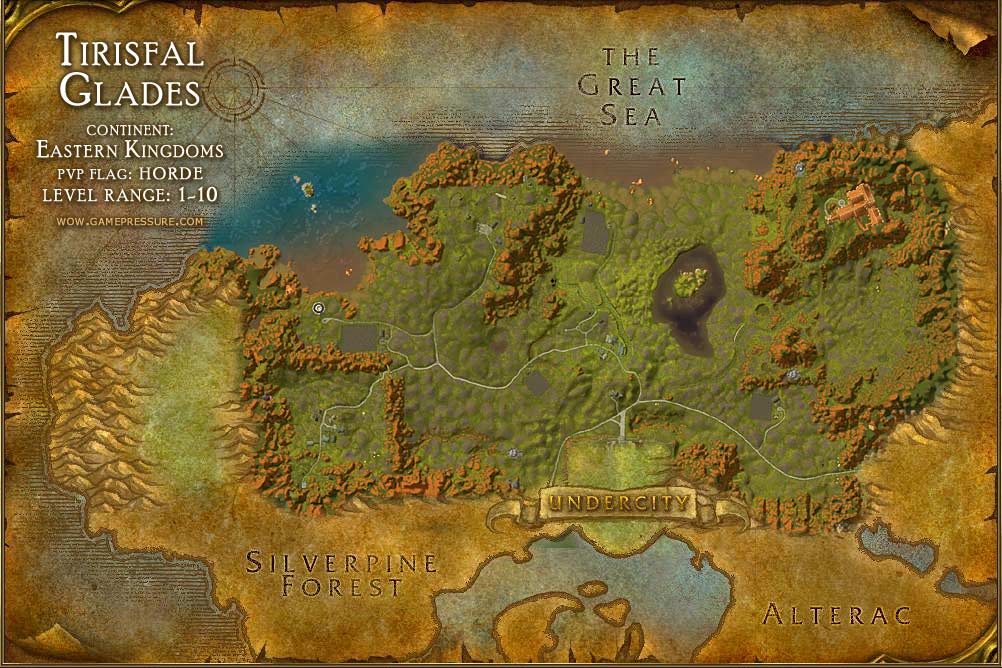 TIRISFAL
GLADES
CONTINENT:
EASTERN KINGDOMS
PVP FLAG: HORDE
LEVEL RANGE: 1-10
WOW.GAMEPRESSURE.COM
THE
GREAT
SEA
UNDERCITY
SILVERPINE
FOREST
ALTERAC